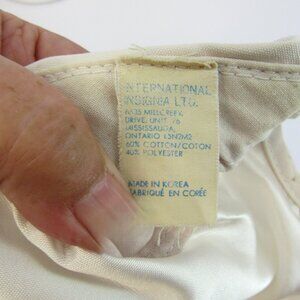 INTERNATIONAL
INSIGNIA LTD.
6635 MILLCREEK
DRIVE, UNIT 76
MISSISSAUGA,
ONTARIO L5N2M2
60% COTTON/COTON
40% POLYESTER
MADE IN KOREA
FABRIQUÉ EN CORÉE